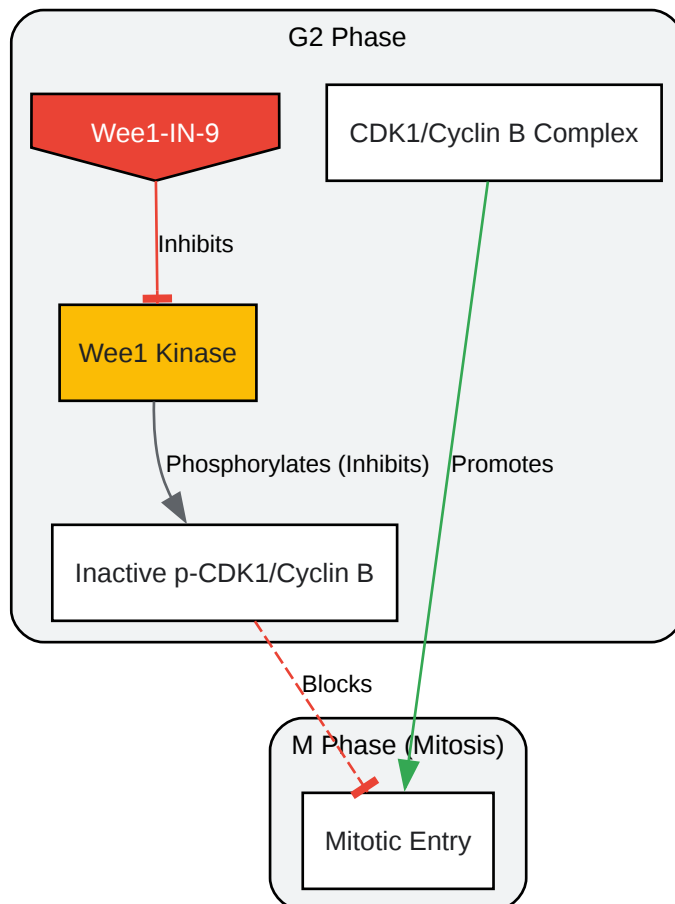 G2 Phase
Wee1-IN-9
CDK1/Cyclin B Complex
Inhibits
Wee1 Kinase
Phosphorylates (Inhibits)
Promotes
Inactive p-CDK1/Cyclin B
Blocks
M Phase (Mitosis)
Mitotic Entry